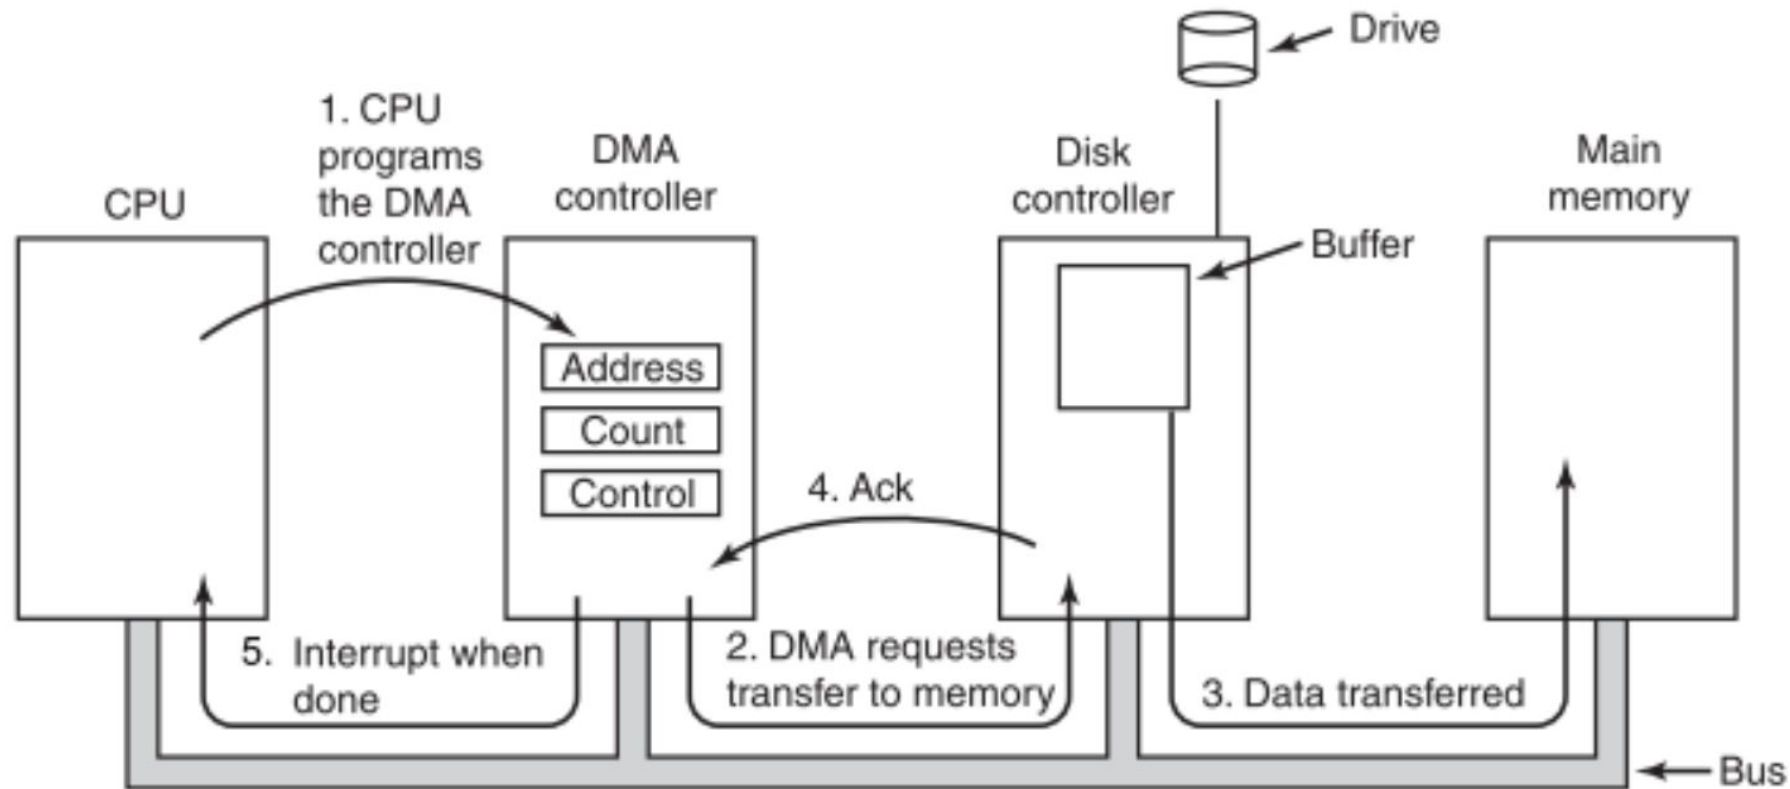 Drive
1. CPU
programs
the DMA
controller
CPU
DMA
controller
Disk
controller
Main
memory
Buffer
Address
Count
Control
4. Ack
5. Interrupt when
done
2. DMA requests
transfer to memory
3. Data transferred
Bus